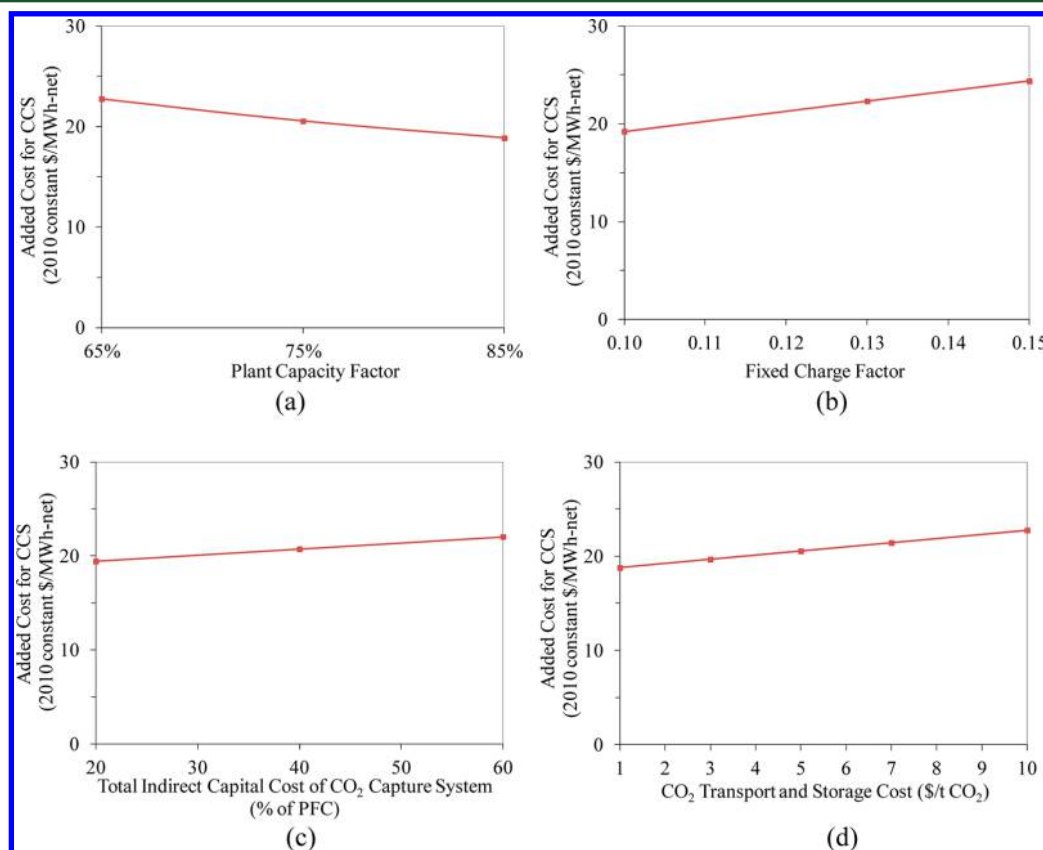 30
20
10
0
Added Cost for CCS
(2010 constant $/MWh-net)
65% 75% 85%
Plant Capacity Factor
(a)
30
20
10
0
Added Cost for CCS
(2010 constant $/MWh-net)
0.10 0.11 0.12 0.13 0.14 0.15
Fixed Charge Factor
(b)
30
20
10
0
Added Cost for CCS
(2010 constant $/MWh-net)
20 30 40 50 60
Total Indirect Capital Cost of CO₂ Capture System
(% of PFC)
(c)
30
20
10
0
Added Cost for CCS
(2010 constant $/MWh-net)
1 2 3 4 5 6 7 8 9 10
CO₂ Transport and Storage Cost ($/t CO₂)
(d)